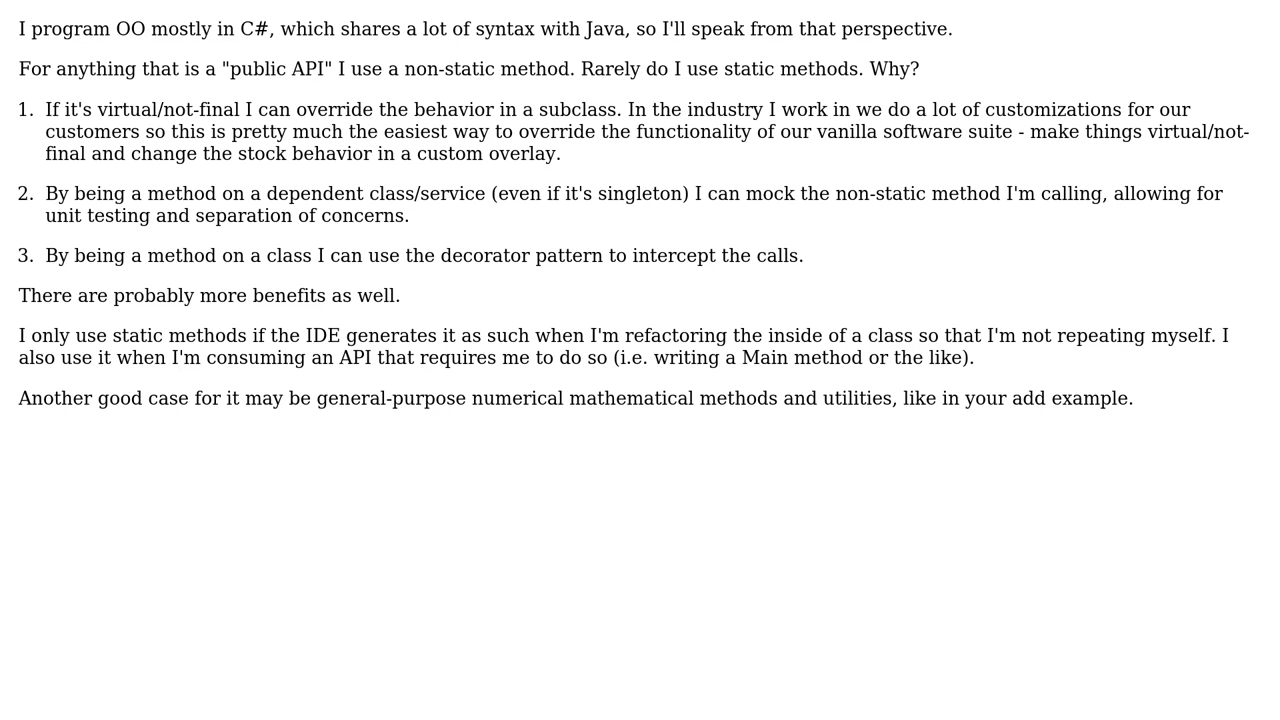 I program OO mostly in C#, which shares a lot of syntax with Java, so I'll speak from that perspective.
For anything that is a "public API" I use a non-static method. Rarely do I use static methods. Why?
1. If it's virtual/not-final I can override the behavior in a subclass. In the industry I work in we do a lot of customizations for our
customers so this is pretty much the easiest way to override the functionality of our vanilla software suite - make things virtual/not-
final and change the stock behavior in a custom overlay.
2. By being a method on a dependent class/service (even if it's singleton) I can mock the non-static method I'm calling, allowing for
unit testing and separation of concerns.
3. By being a method on a class I can use the decorator pattern to intercept the calls.
There are probably more benefits as well.
I only use static methods if the IDE generates it as such when I'm refactoring the inside of a class so that I'm not repeating myself. I
also use it when I'm consuming an API that requires me to do so (i.e. writing a Main method or the like).
Another good case for it may be general-purpose numerical mathematical methods and utilities, like in your add example.